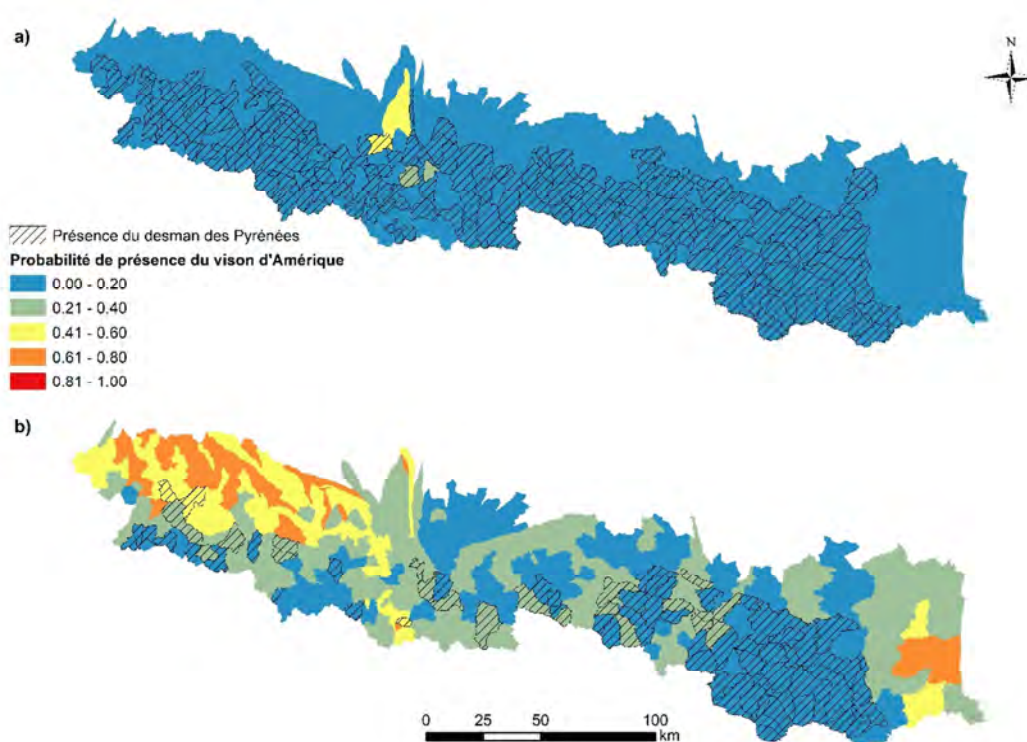 a)
N
Présence du desman des Pyrénées
Probabilité de présence du vison d'Amérique
0.00 - 0.20
0.21 - 0.40
0.41 - 0.60
0.61 - 0.80
0.81 - 1.00
b)
0 25 50 100
km